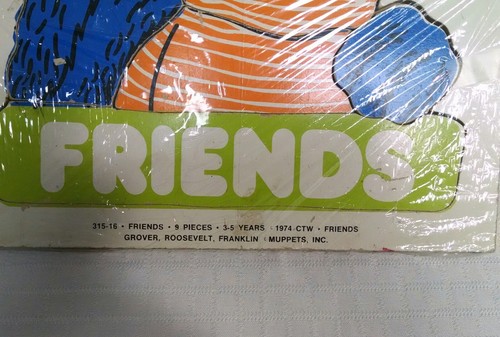 FRIENDS
315-16 • FRIENDS • 9 PIECES • 3-5 YEARS 1974 CTW • FRIENDS
GROVER, ROOSEVELT, FRANKLIN MUPPETS, INC.